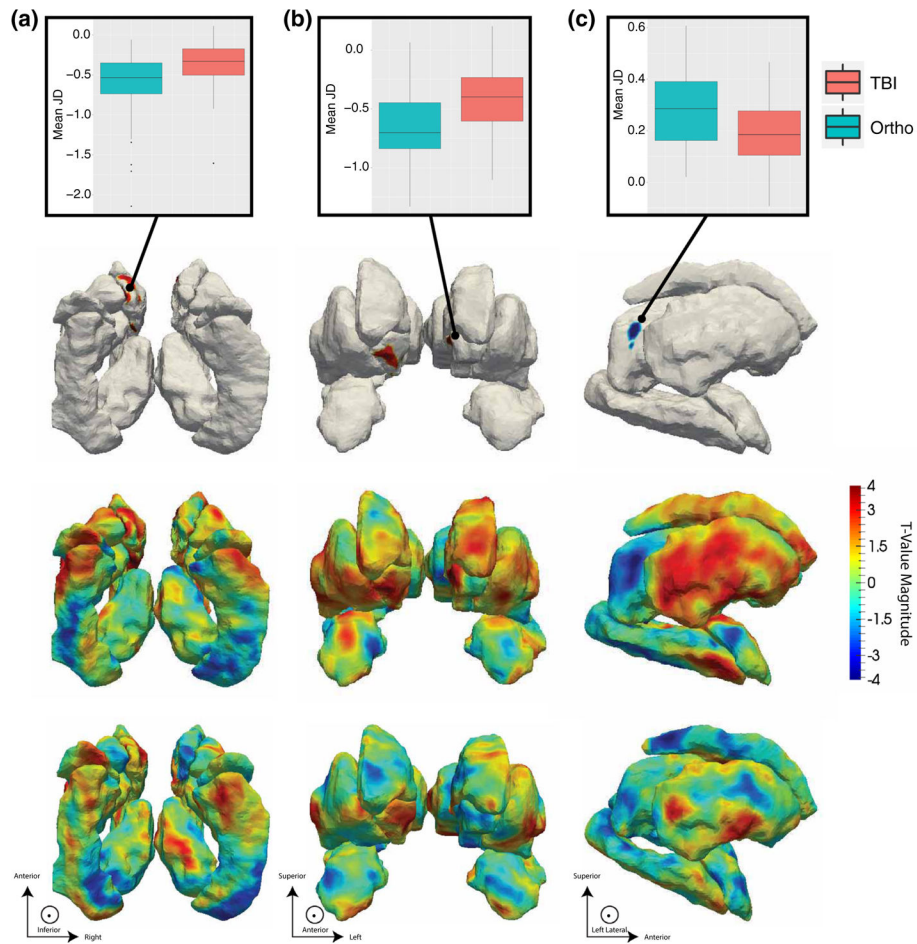 (a)
0.0
−0.5
−1.0
−1.5
−2.0
Mean JD
(b)
0.0
−0.5
−1.0
Mean JD
(c)
0.6
0.4
0.2
0.0
Mean JD
TBI
Ortho
4
1.5
0
-1.5
-3
-4
T-Value Magnitude
Anterior
Inferior
Right
Superior
Anterior
Left
Superior
Left Lateral
Anterior